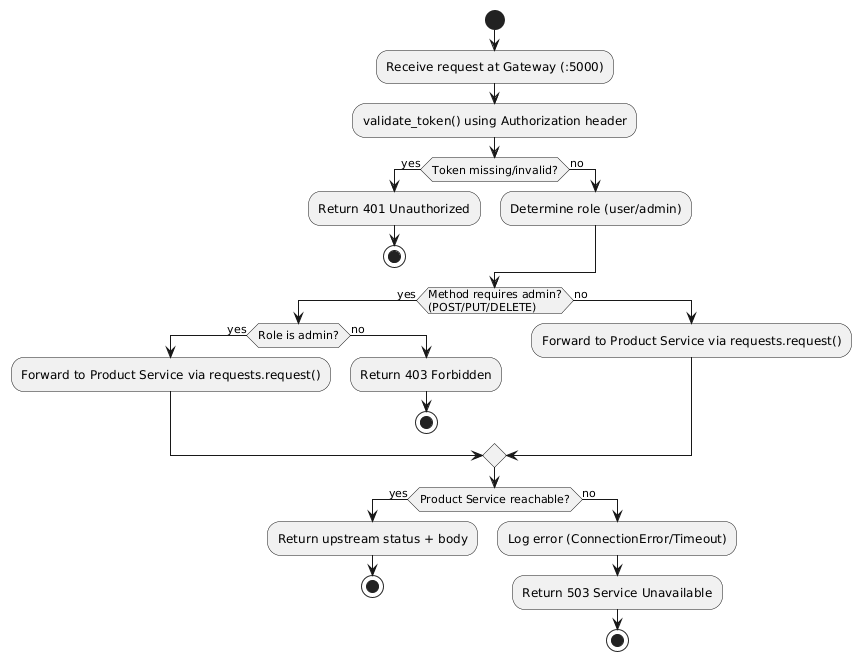 Receive request at Gateway (:5000)
validate_token() using Authorization header
yes
Token missing/invalid?
no
Return 401 Unauthorized
Determine role (user/admin)
yes
Method requires admin?
(POST/PUT/DELETE)
no
yes
Role is admin?
no
Forward to Product Service via requests.request()
Forward to Product Service via requests.request()
Return 403 Forbidden
yes
Product Service reachable?
no
Return upstream status + body
Log error (ConnectionError/Timeout)
Return 503 Service Unavailable